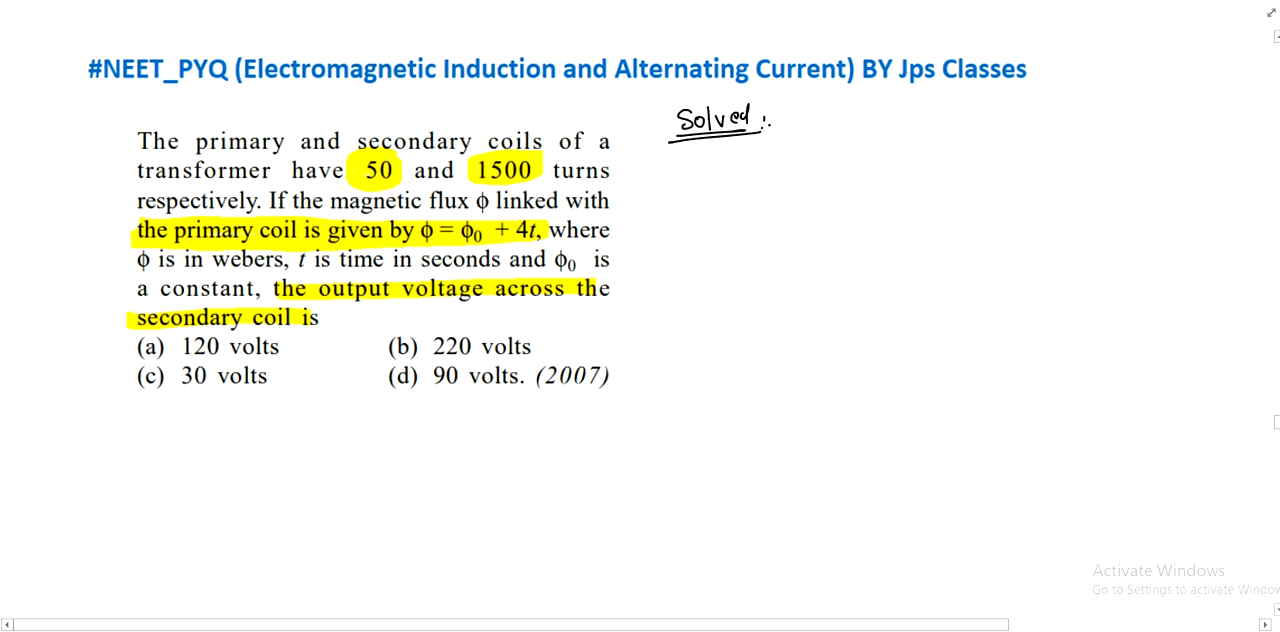 #NEET_PYQ (Electromagnetic Induction and Alternating Current) BY Jps Classes
Solved :.
The primary and secondary coils of a
transformer have 50 and 1500 turns
respectively. If the magnetic flux ϕ linked with
the primary coil is given by ϕ = ϕ₀ + 4t, where
ϕ is in webers, t is time in seconds and ϕ₀ is
a constant, the output voltage across the
secondary coil is
(a) 120 volts (b) 220 volts
(c) 30 volts (d) 90 volts. (2007)
Activate Windows
Go to Settings to activate Window